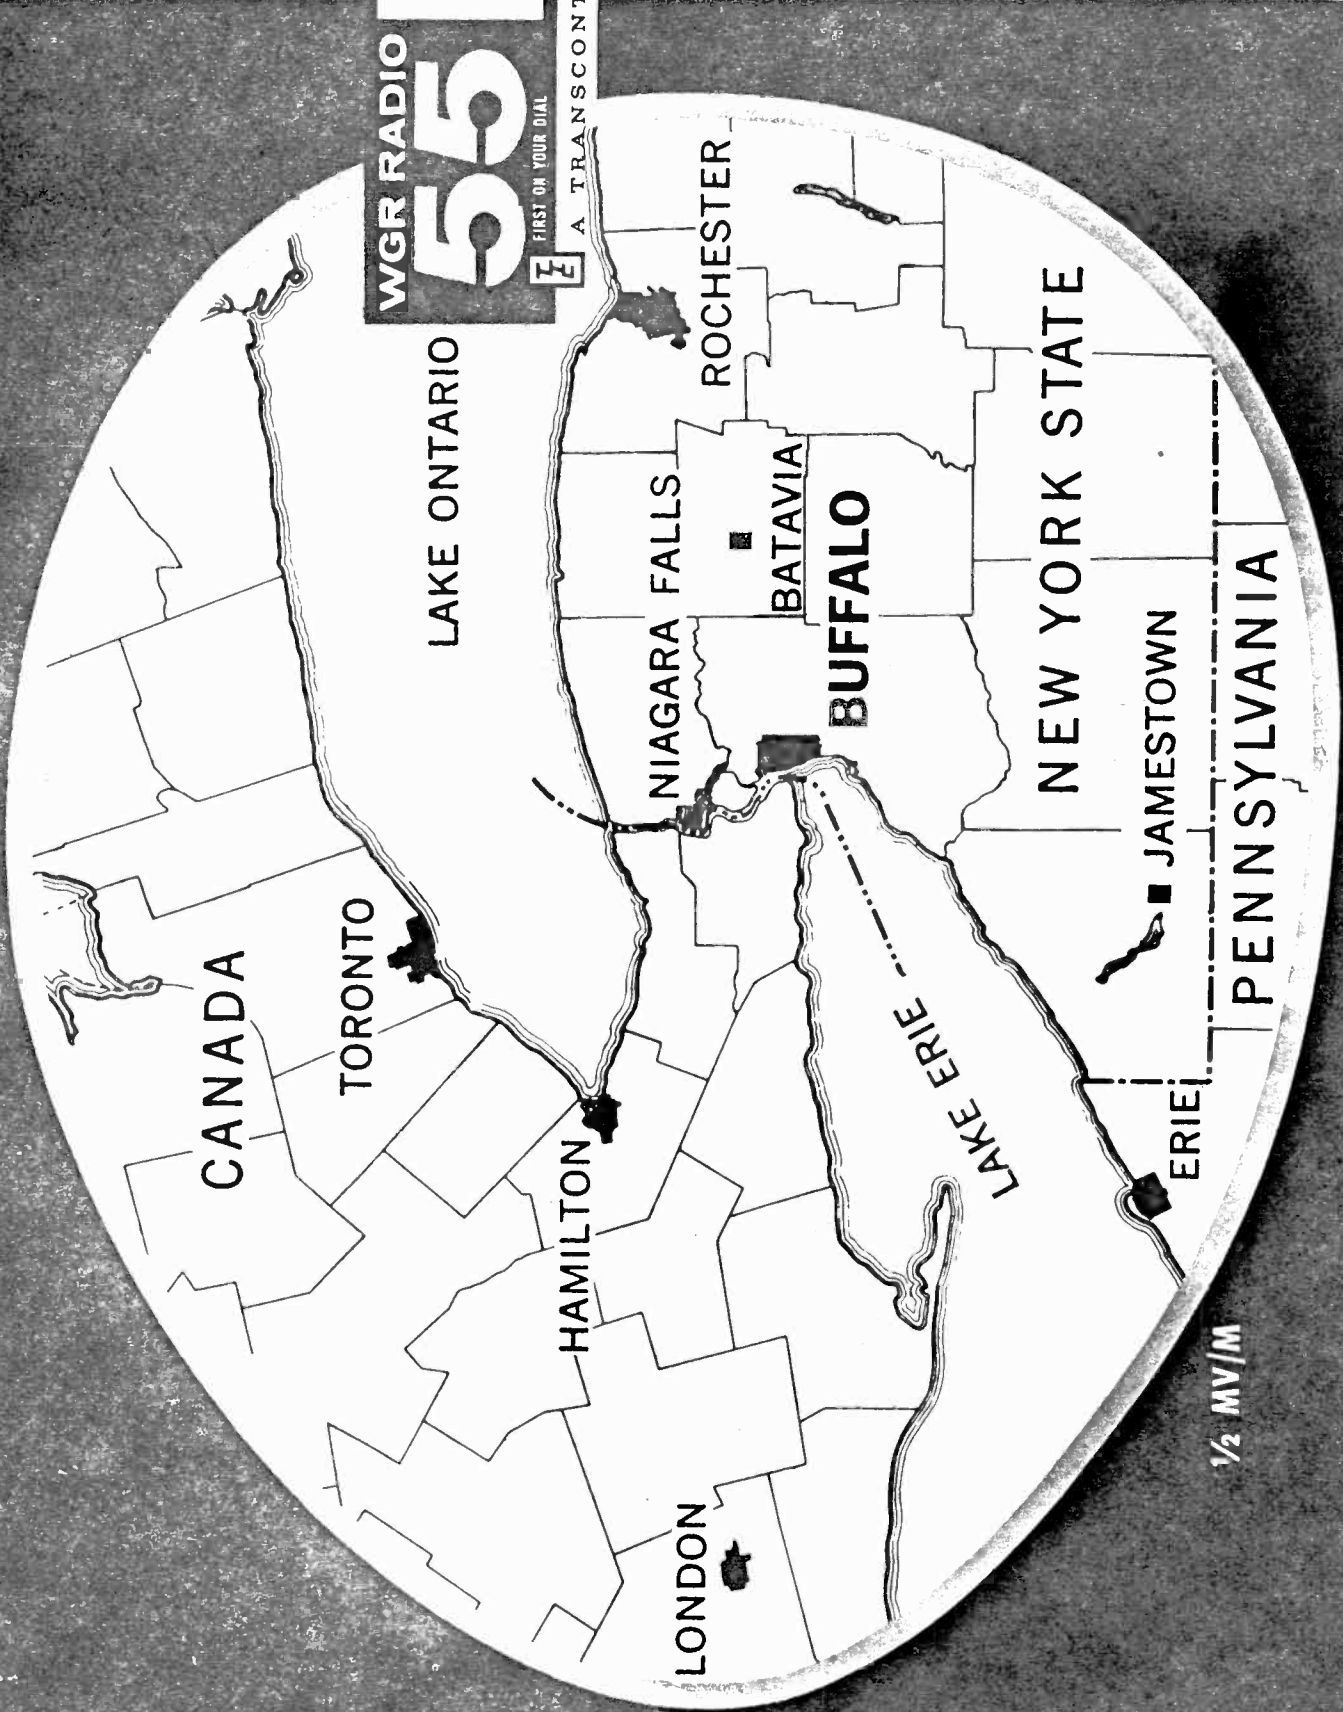 WGR RADIO
55
FIRST ON YOUR DIAL
A TRANSCONT
CANADA
TORONTO
LAKE ONTARIO
HAMILTON
NIAGARA FALLS
ROCHESTER
LONDON
BATAVIA
BUFFALO
LAKE ERIE
NEW YORK STATE
JAMESTOWN
ERIE
PENNSYLVANIA
½ MV/M